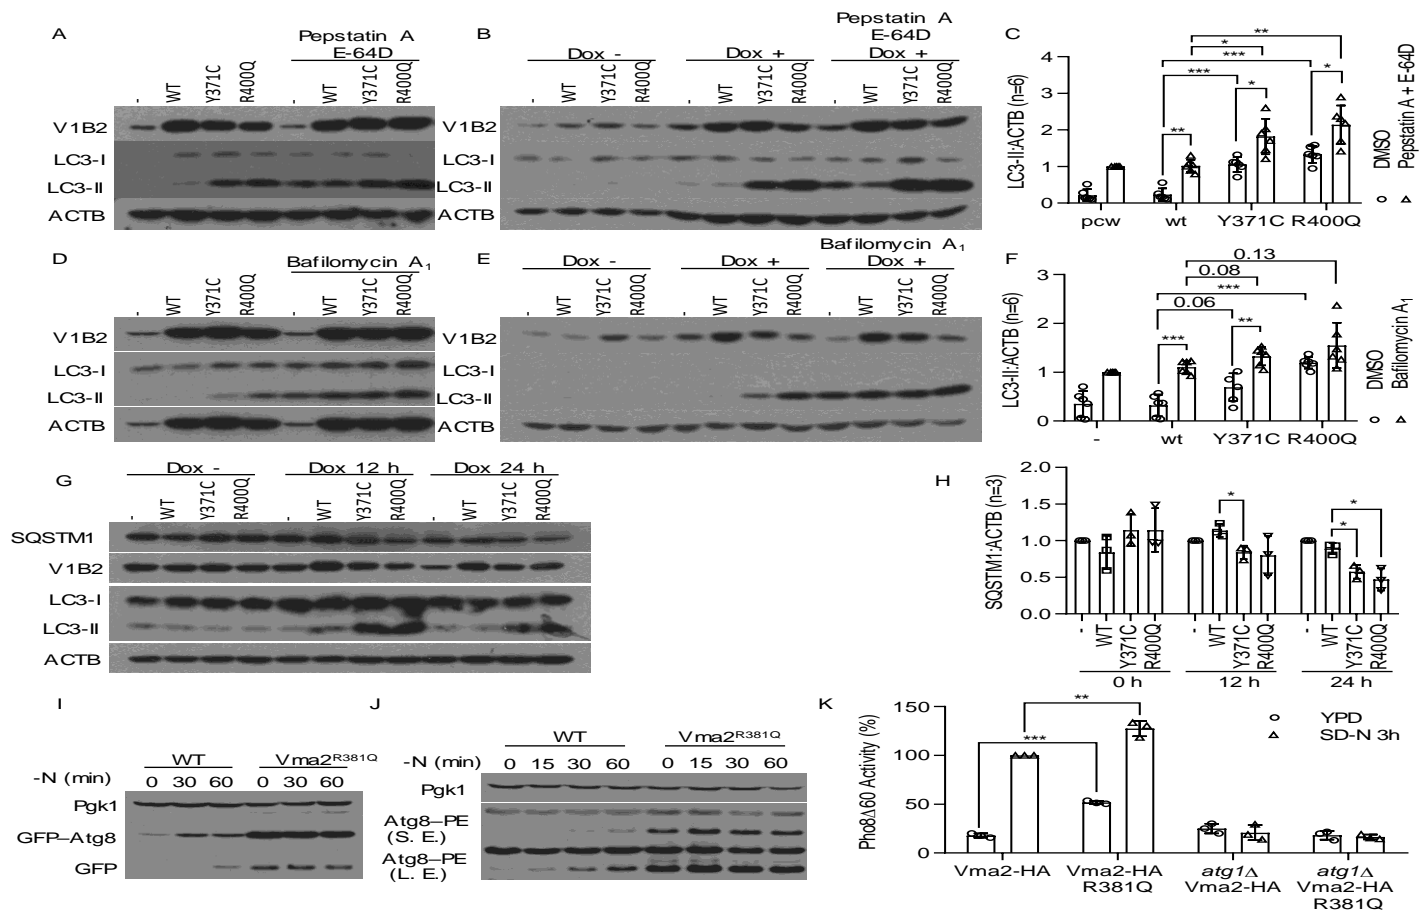 A
Pepstatin A
E-64D
- WT Y371C R400Q - WT Y371C R400Q
V1B2
LC3-I
LC3-II
ACTB
B
Pepstatin A
E-64D
Dox - Dox + Dox +
- WT Y371C R400Q - WT Y371C R400Q - WT Y371C R400Q
V1B2
LC3-I
LC3-II
ACTB
C
LC3-II:ACTB (n=6)
4
3
2
1
0
** * *** *** * ** *
pcw wt Y371C R400Q
○ DMSO
△ Pepstatin A + E-64D
D
Bafilomycin A1
- WT Y371C R400Q - WT Y371C R400Q
V1B2
LC3-I
LC3-II
ACTB
E
Bafilomycin A1
Dox - Dox + Dox +
- WT Y371C R400Q - WT Y371C R400Q - WT Y371C R400Q
V1B2
LC3-I
LC3-II
ACTB
F
LC3-II:ACTB (n=6)
3
2
1
0
0.13
0.08
***
0.06
*** **
- wt Y371C R400Q
○ DMSO
△ Bafilomycin A1
G
Dox - Dox 12 h Dox 24 h
- WT Y371C R400Q - WT Y371C R400Q - WT Y371C R400Q
SQSTM1
V1B2
LC3-I
LC3-II
ACTB
H
SQSTM1:ACTB (n=3)
2.0
1.5
1.0
0.5
0.0
* * *
- WT Y371C R400Q - WT Y371C R400Q - WT Y371C R400Q
0 h 12 h 24 h
I
WT Vma2R381Q
-N (min) 0 30 60 0 30 60
Pgk1
GFP–Atg8
GFP
J
WT Vma2R381Q
-N (min) 0 15 30 60 0 15 30 60
Pgk1
Atg8–PE
(S. E.)
Atg8–PE
(L. E.)
K
Pho8Δ60 Activity (%)
150
100
50
0
** ***
○ YPD
△ SD-N 3h
Vma2-HA
Vma2-HA
R381Q
atg1Δ
Vma2-HA
atg1Δ
Vma2-HA
R381Q